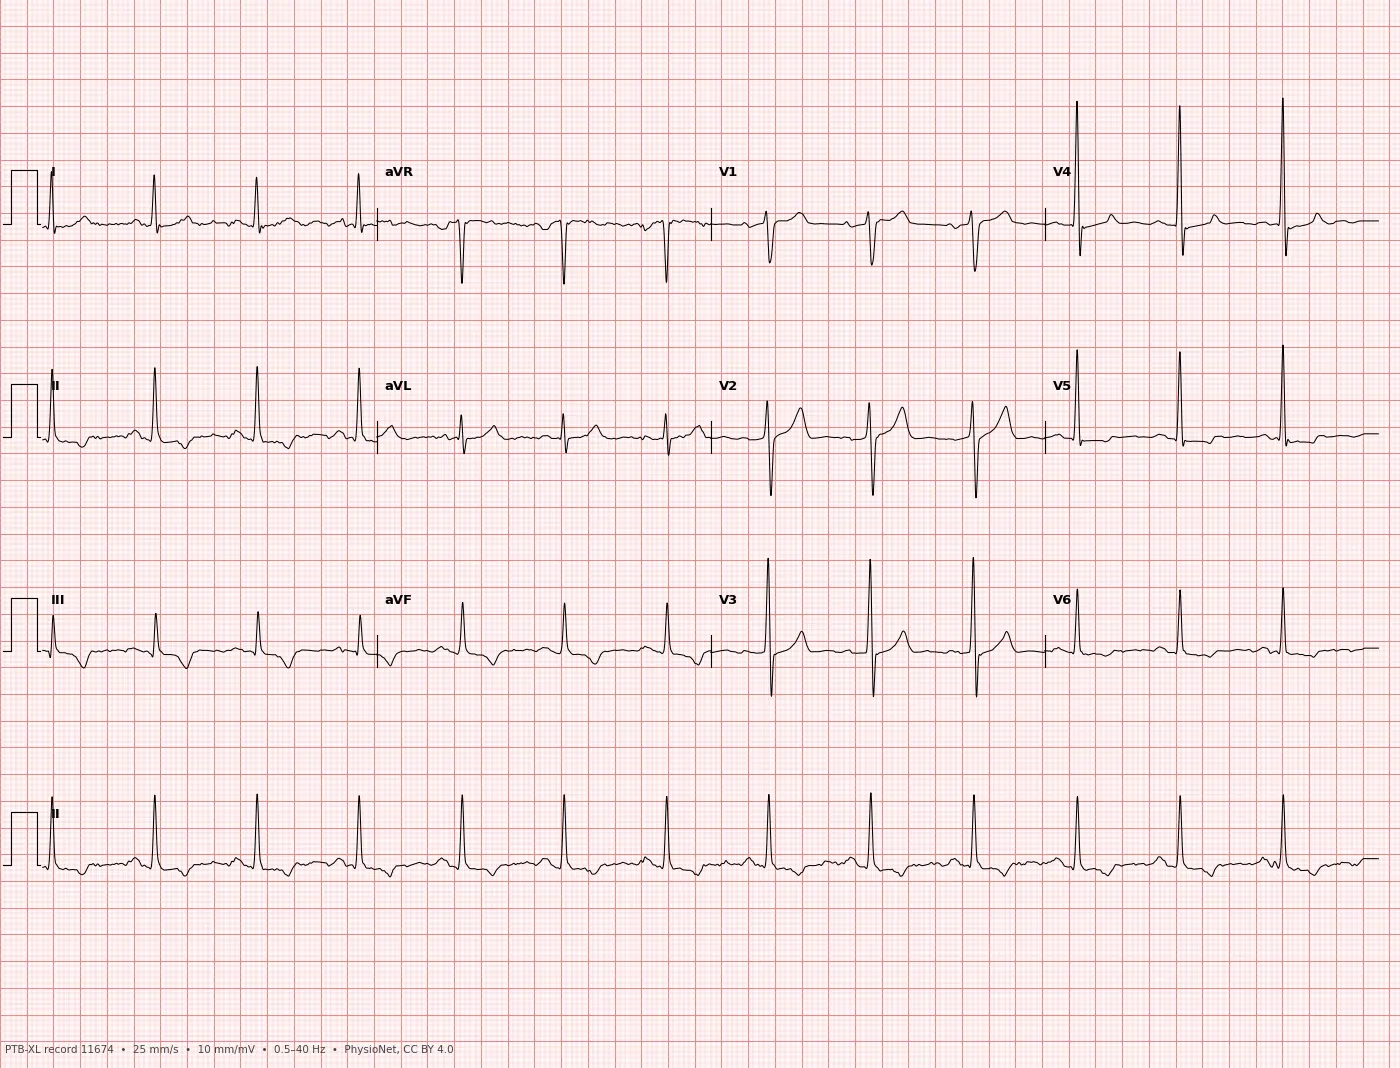 I aVR V1 V4
II aVL V2 V5
III aVF V3 V6
II
PTB-XL record 11674 • 25 mm/s • 10 mm/mV • 0.5–40 Hz • PhysioNet, CC BY 4.0